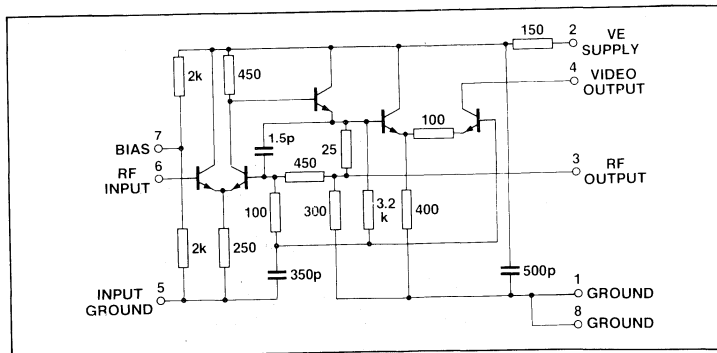 150
2
VE
SUPPLY
4
VIDEO
OUTPUT
2k
450
100
7
BIAS
1.5p
25
6
RF
INPUT
450
3
RF
OUTPUT
100
300
3.2
k
400
2k
250
350p
500p
5
INPUT
GROUND
1
GROUND
8
GROUND